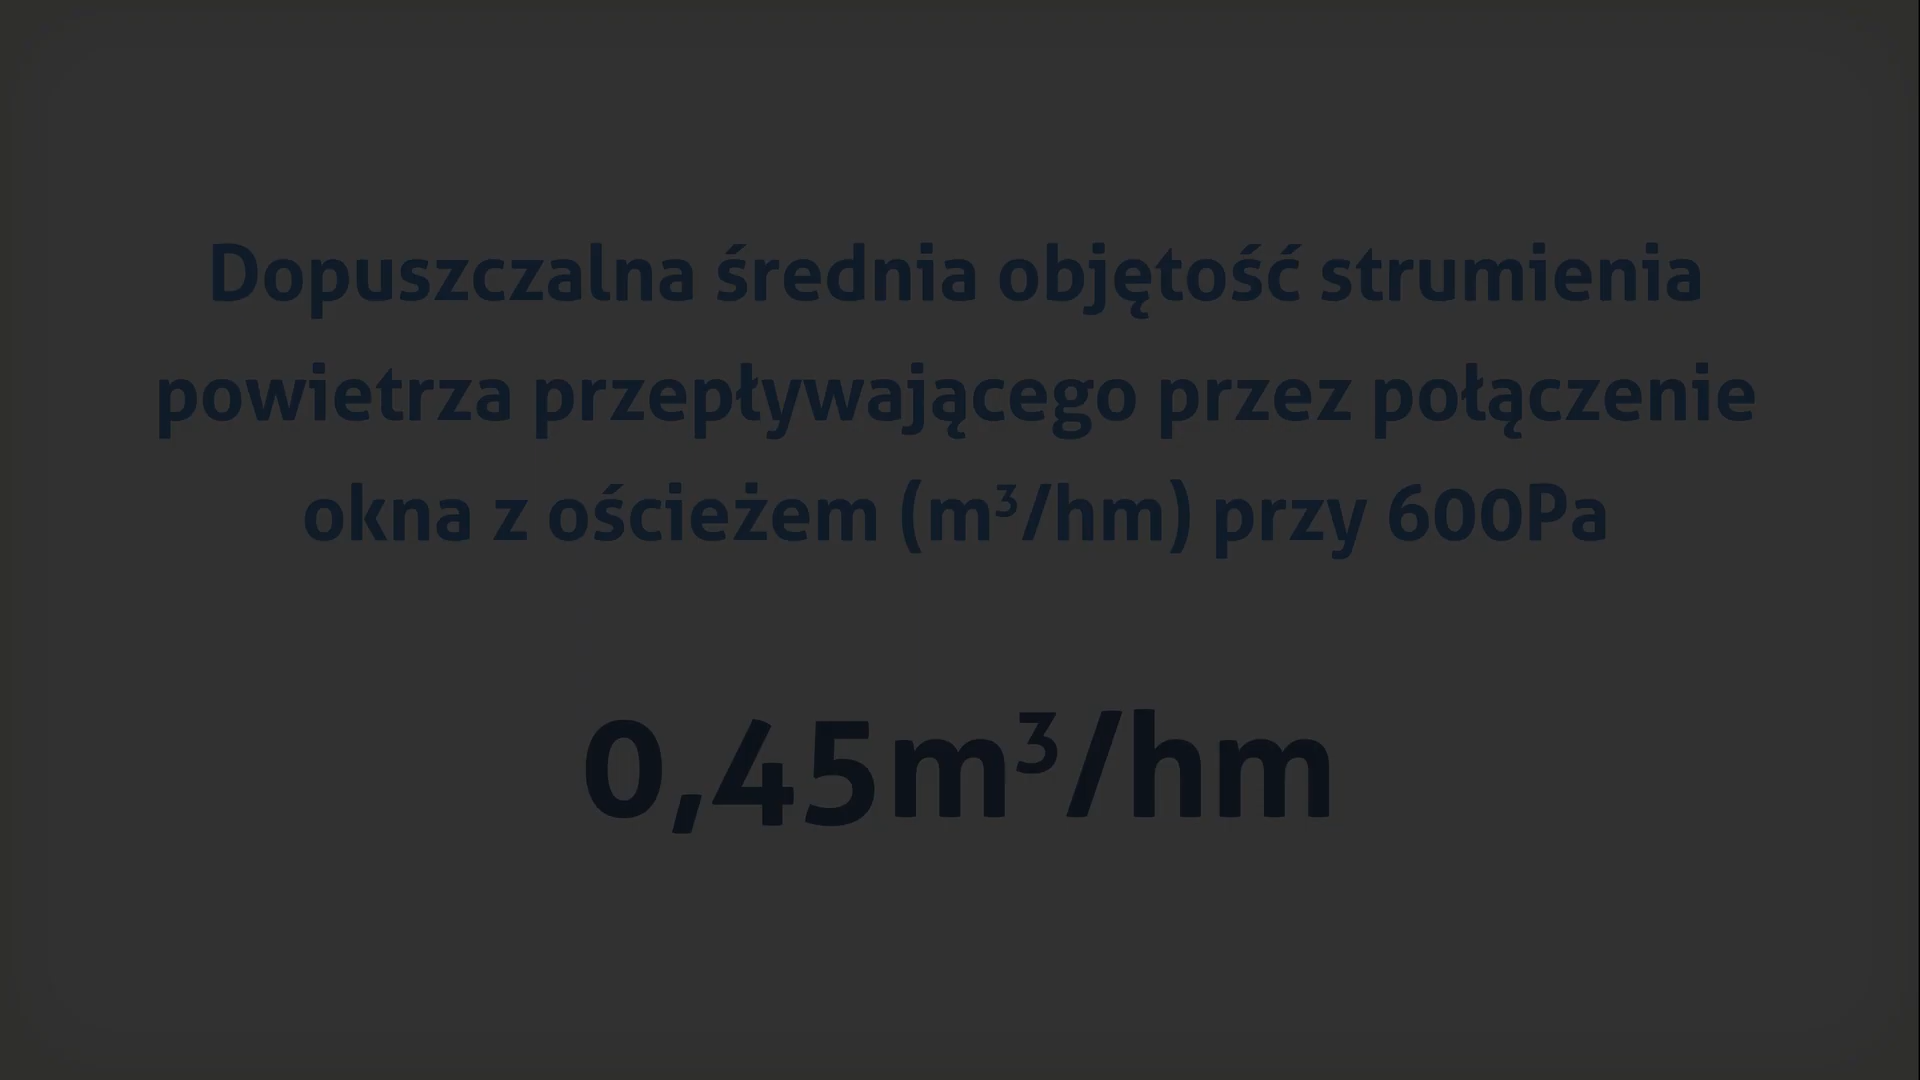 Dopuszczalna średnia objętość strumienia
powietrza przepływającego przez połączenie
okna z ościeżem (m³/hm) przy 600Pa
0,45m³/hm